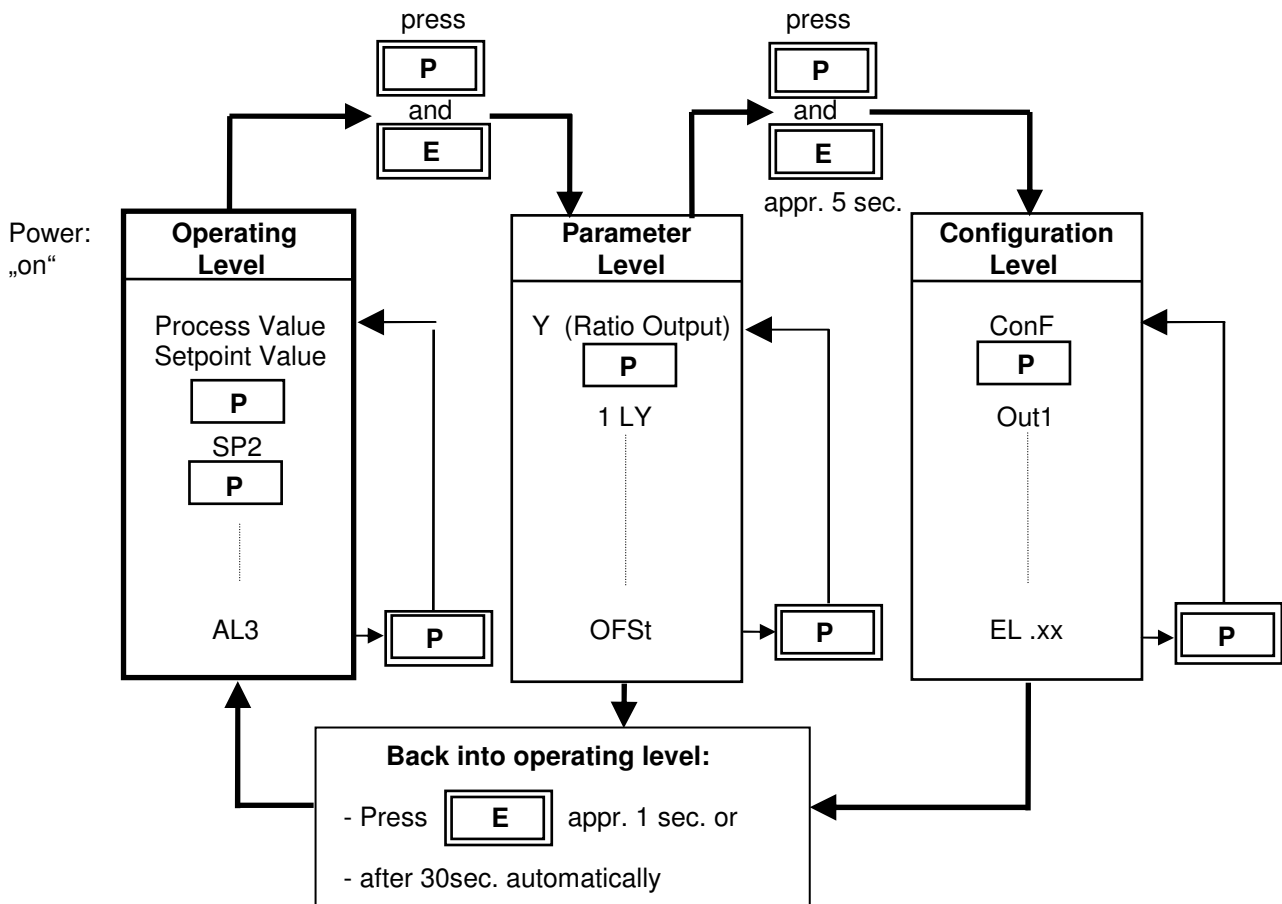 press
P
and
E
press
P
and
E
appr. 5 sec.
Power:
„on“
Operating
Level
Process Value
Setpoint Value
P
SP2
P
AL3
P
Parameter
Level
Y (Ratio Output)
P
1 LY
OFSt
P
Configuration
Level
ConF
P
Out1
EL .xx
P
Back into operating level:
- Press E appr. 1 sec. or
- after 30sec. automatically